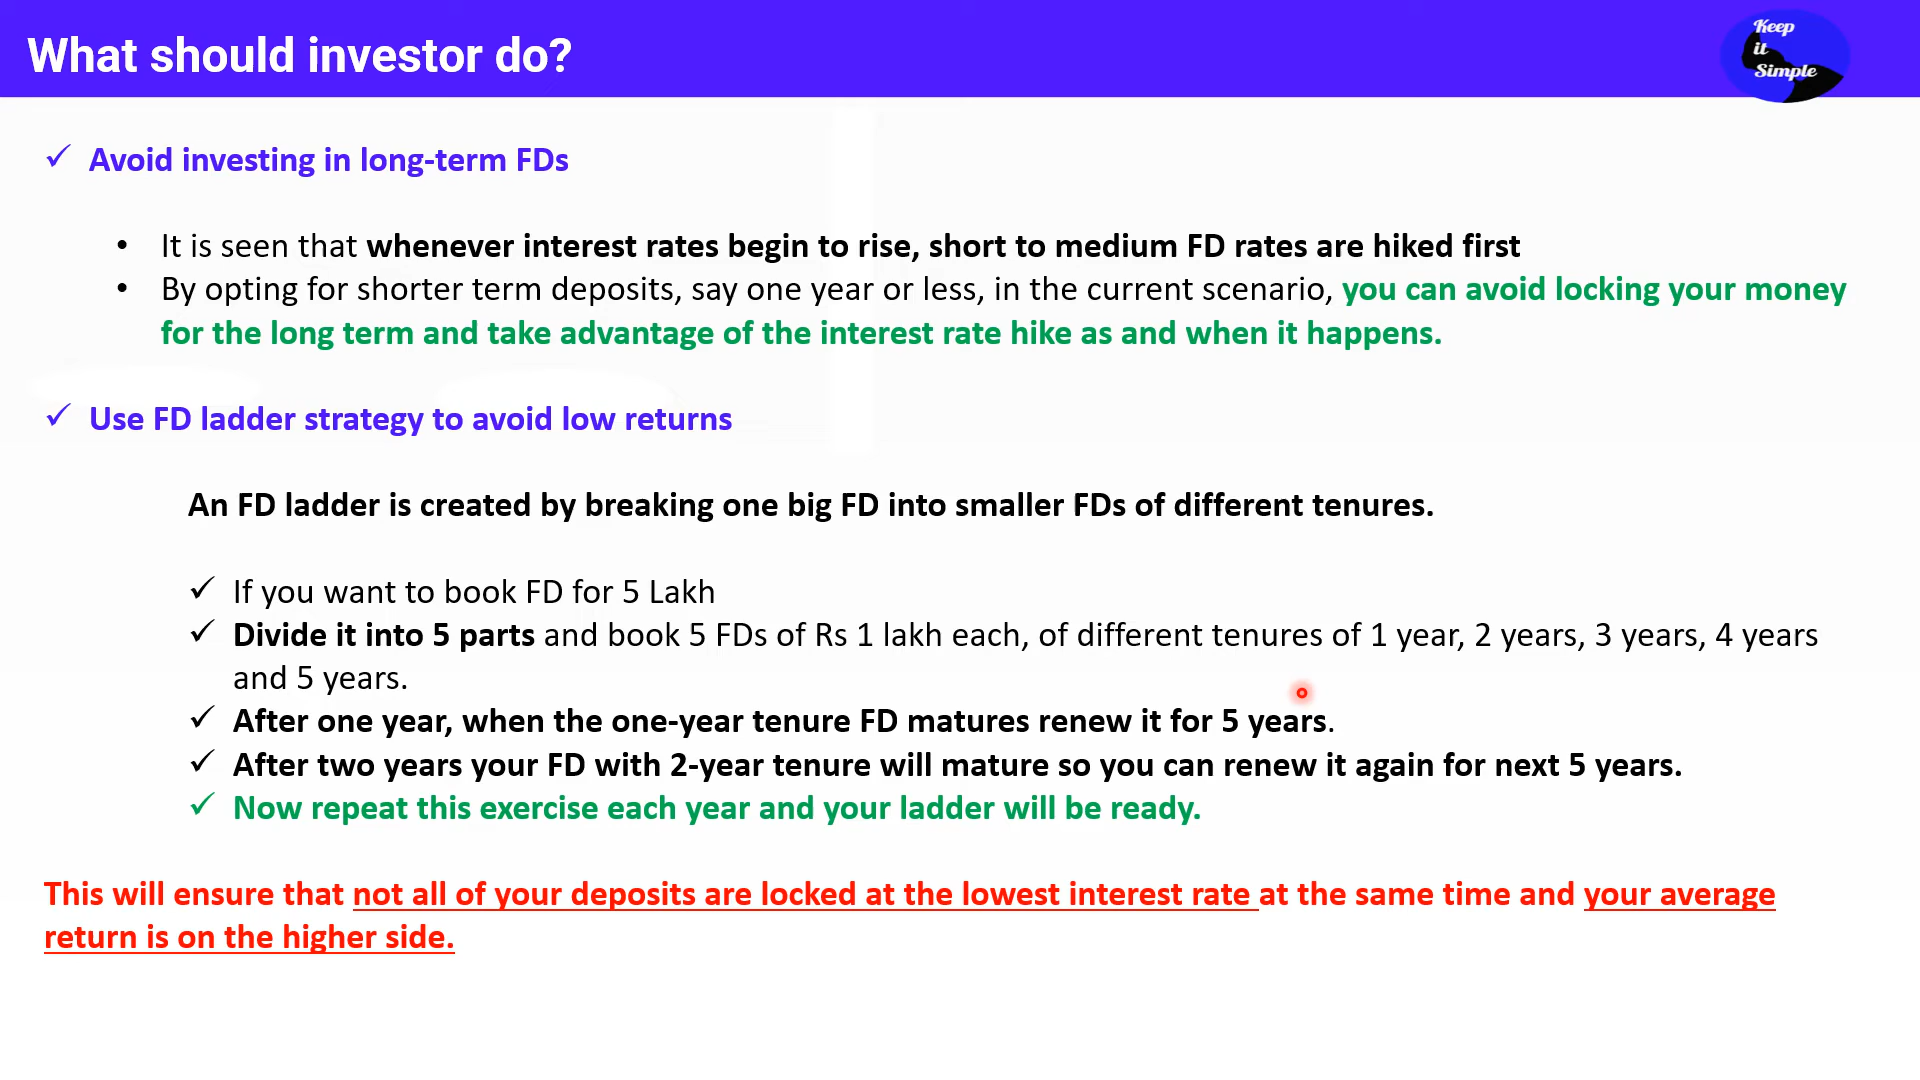 What should investor do?
Keep
it
Simple
✓ Avoid investing in long-term FDs
• It is seen that whenever interest rates begin to rise, short to medium FD rates are hiked first
• By opting for shorter term deposits, say one year or less, in the current scenario, you can avoid locking your money
for the long term and take advantage of the interest rate hike as and when it happens.
✓ Use FD ladder strategy to avoid low returns
An FD ladder is created by breaking one big FD into smaller FDs of different tenures.
✓ If you want to book FD for 5 Lakh
✓ Divide it into 5 parts and book 5 FDs of Rs 1 lakh each, of different tenures of 1 year, 2 years, 3 years, 4 years
and 5 years.
✓ After one year, when the one-year tenure FD matures renew it for 5 years.
✓ After two years your FD with 2-year tenure will mature so you can renew it again for next 5 years.
✓ Now repeat this exercise each year and your ladder will be ready.
This will ensure that not all of your deposits are locked at the lowest interest rate at the same time and your average
return is on the higher side.